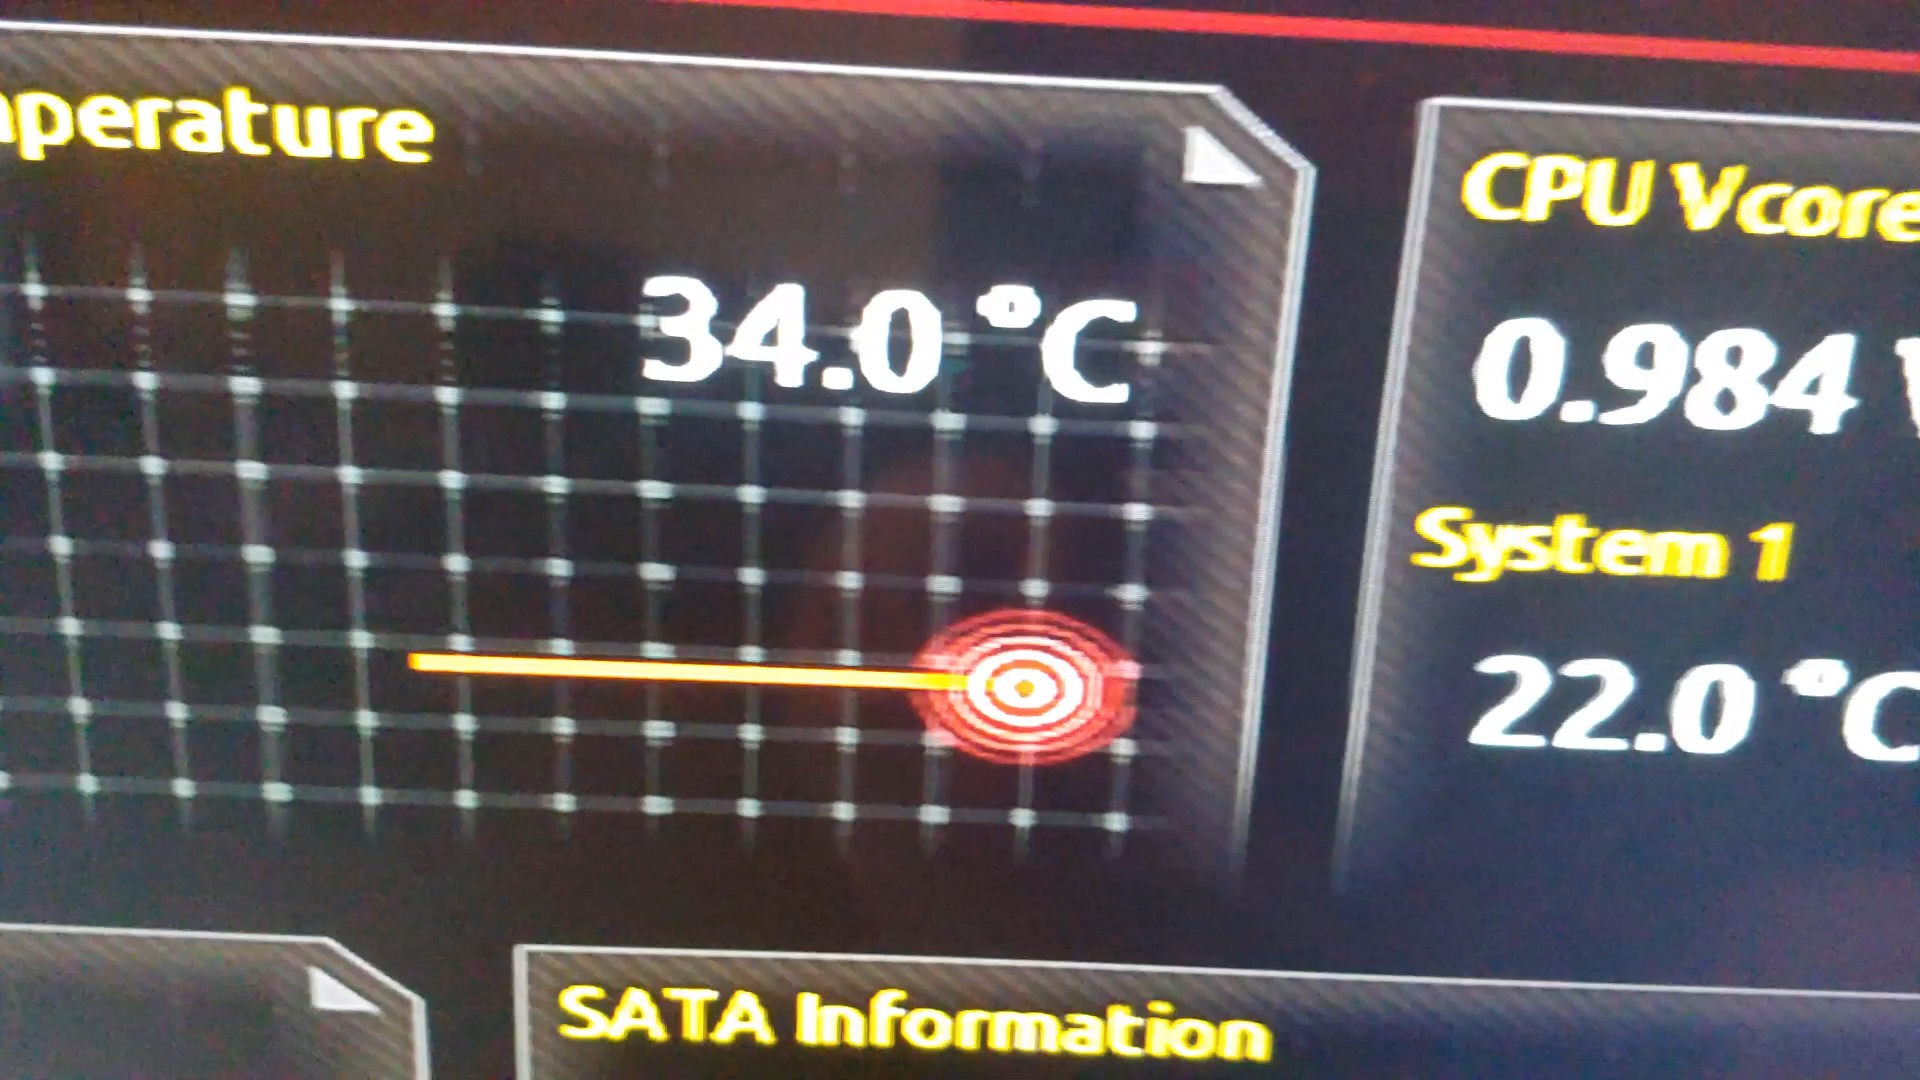 perature
34.0 °C
CPU Vcore
0.984 V
System 1
22.0 °C
SATA Information